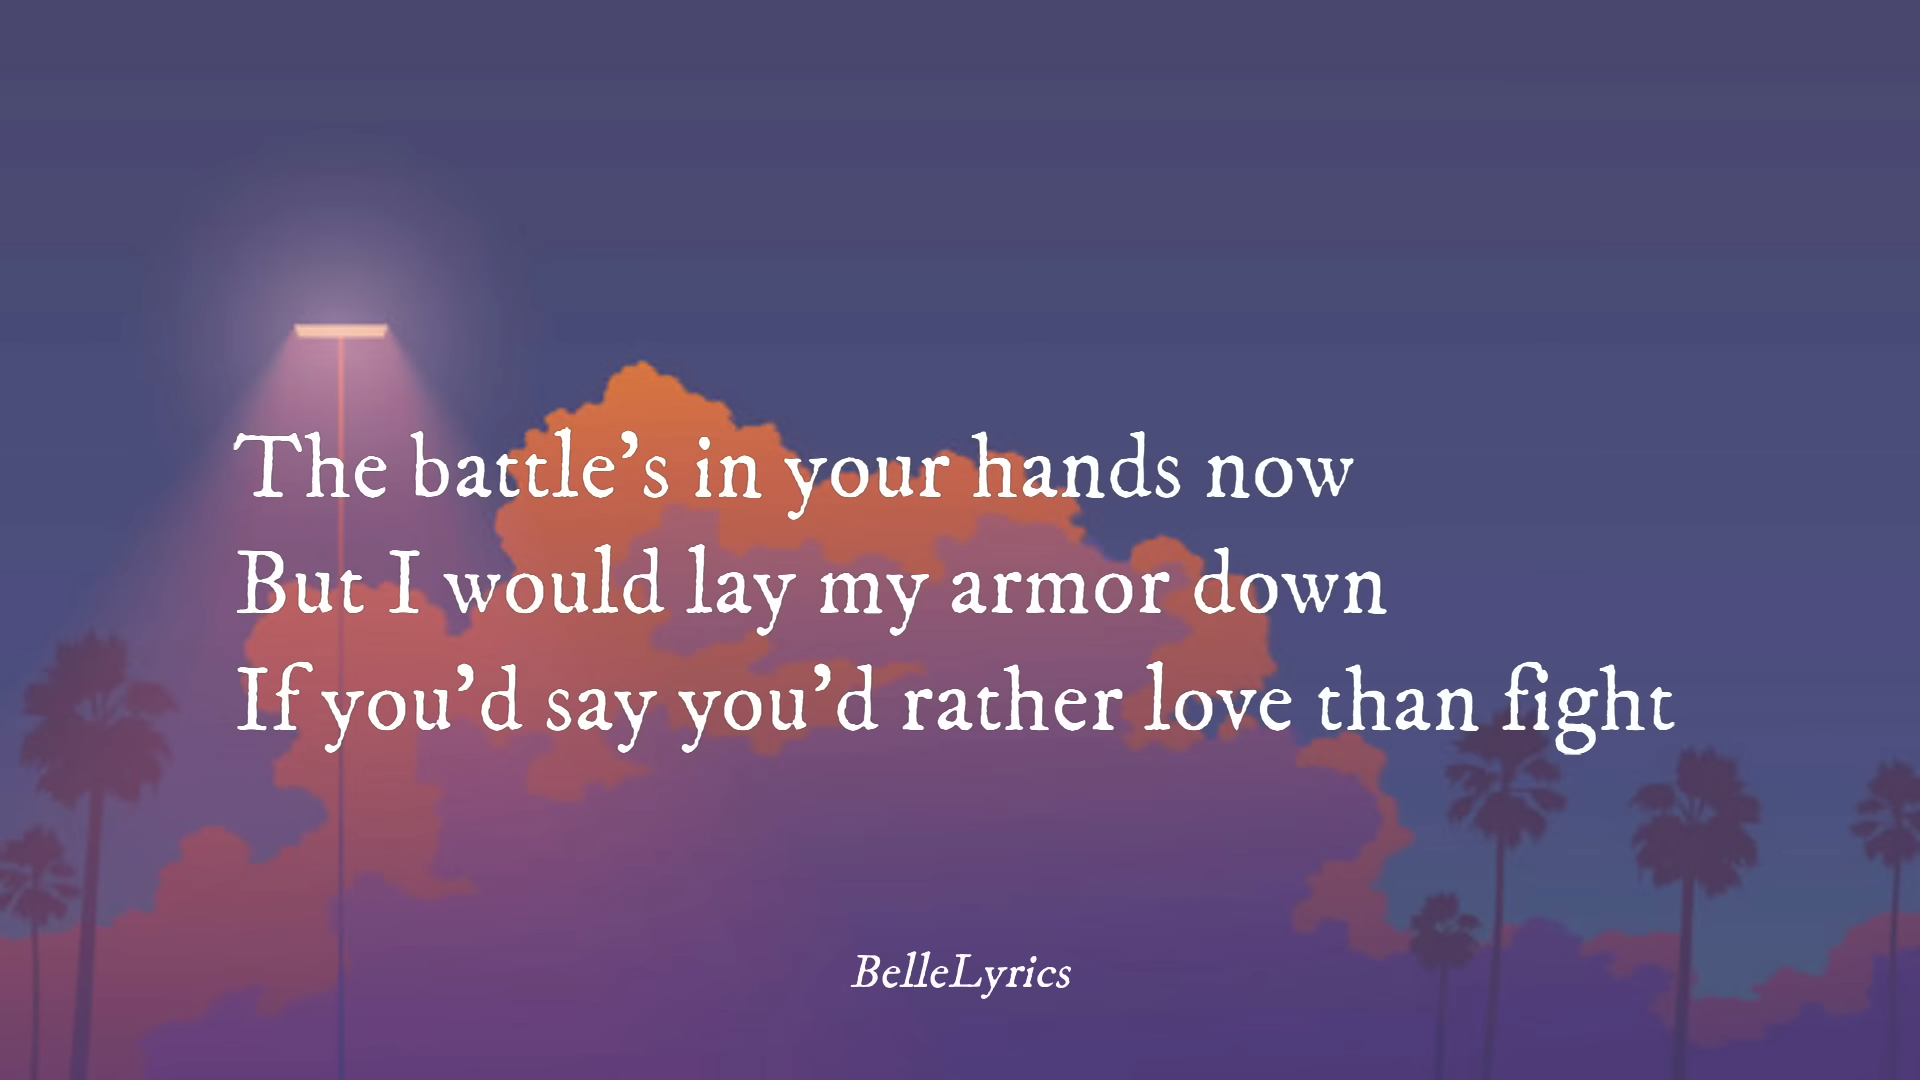 The battle’s in your hands now
But I would lay my armor down
If you’d say you’d rather love than fight
BelleLyrics